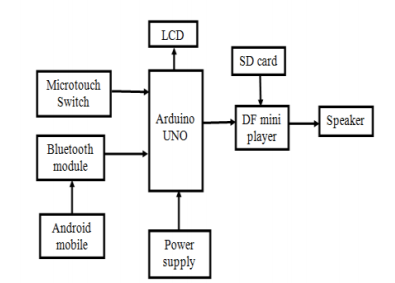 LCD
SD card
Microtouch
Switch
Arduino
UNO
DF mini
player
Speaker
Bluetooth
module
Android
mobile
Power
supply